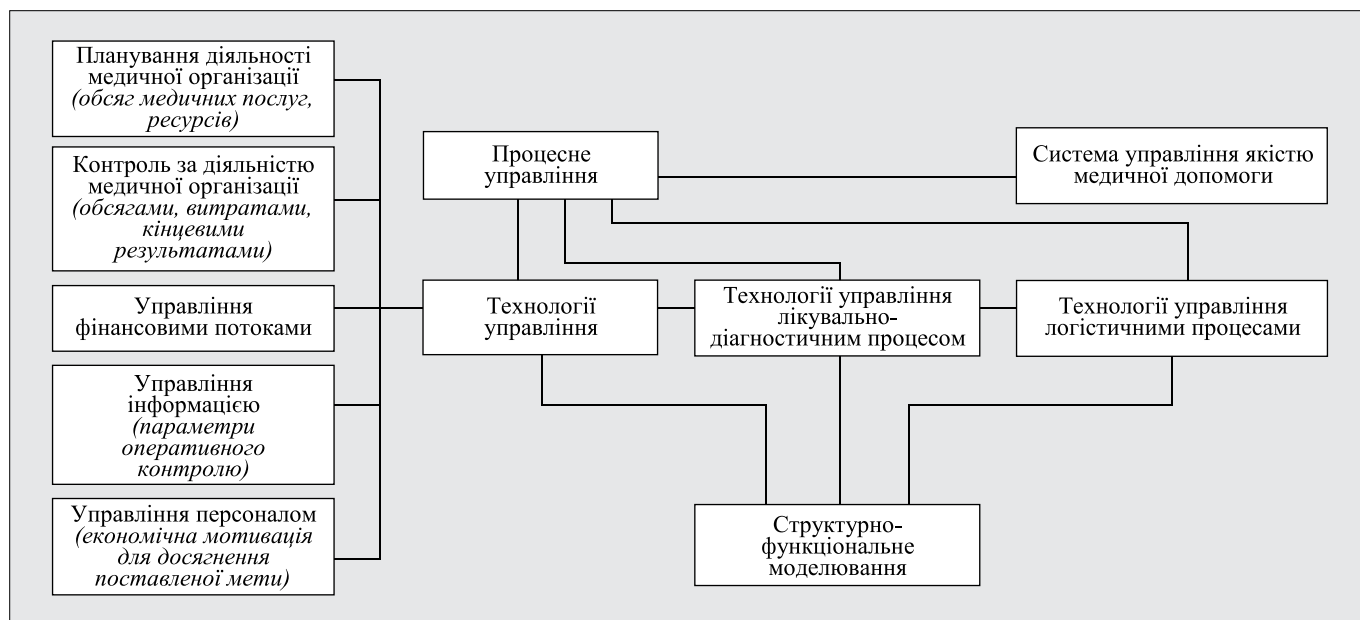 Планування діяльності
медичної організації
(обсяг медичних послуг,
ресурсів)
Контроль за діяльністю
медичної організації
(обсягами, витратами,
кінцевими
результатами)
Управління
фінансовими потоками
Управління
інформацією
(параметри
оперативного
контролю)
Управління персоналом
(економічна мотивація
для досягнення
поставленої мети)
Процесне
управління
Система управління якістю
медичної допомоги
Технології
управління
Технології управління
лікувально-
діагностичним процесом
Технології управління
логістичними процесами
Структурно-
функціональне
моделювання